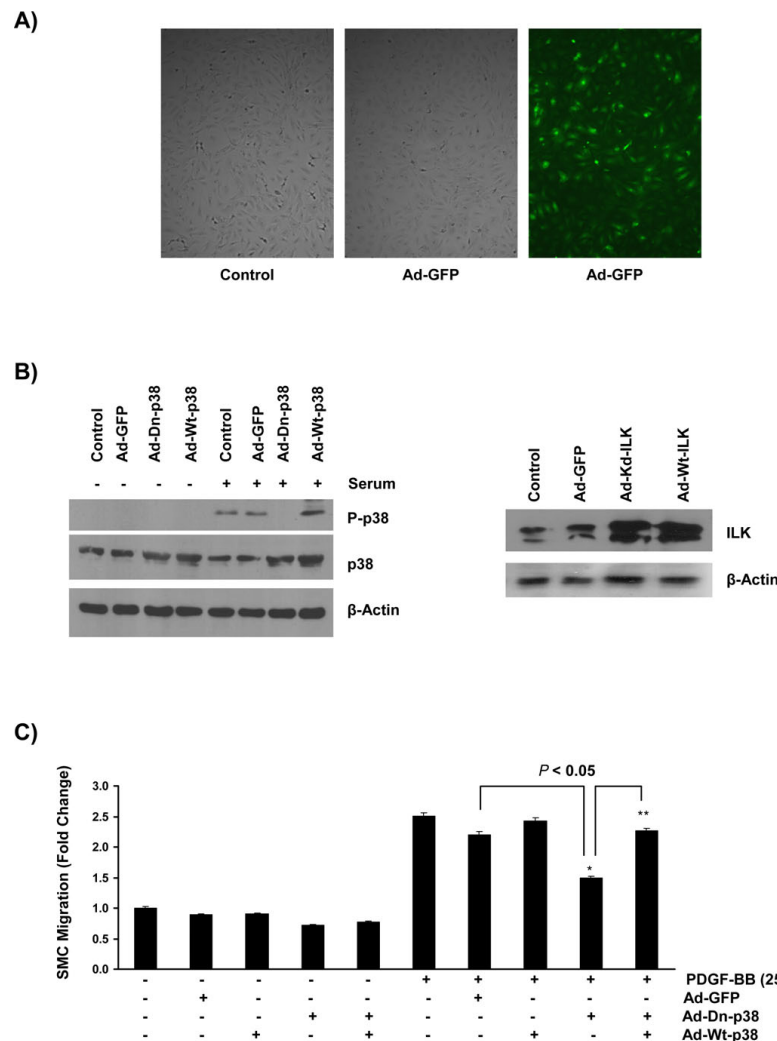 A)
Control Ad-GFP Ad-GFP
B)
Control Ad-GFP Ad-Dn-p38 Ad-Wt-p38 Control Ad-GFP Ad-Dn-p38 Ad-Wt-p38
- - - - + + + + Serum
P-p38
p38
β-Actin
Control Ad-GFP Ad-Kd-ILK Ad-Wt-ILK
ILK
β-Actin
C)
SMC Migration (Fold Change)
P < 0.05
3.0
2.5
2.0
1.5
1.0
0.5
0.0
*
**
- - - - - + + + + + PDGF-BB (25
- + - - - - + - - - Ad-GFP
- - - + + - - - + + Ad-Dn-p38
- - + - + - - + - + Ad-Wt-p38